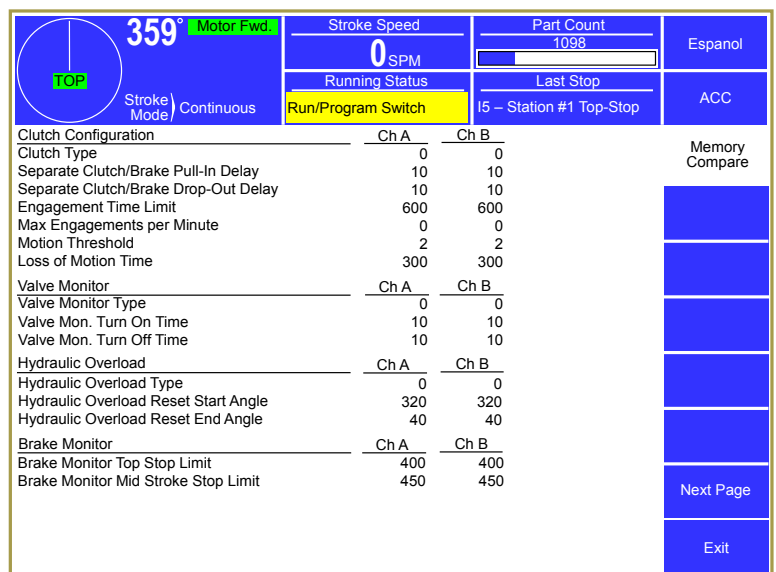 359° Motor Fwd.
TOP
Stroke Mode) Continuous
Stroke Speed
0 SPM
Part Count
1098
Running Status
Run/Program Switch
Last Stop
I5 – Station #1 Top-Stop
Espanol
ACC
Memory Compare
Clutch Configuration Ch A Ch B
Clutch Type 0 0
Separate Clutch/Brake Pull-In Delay 10 10
Separate Clutch/Brake Drop-Out Delay 10 10
Engagement Time Limit 600 600
Max Engagements per Minute 0 0
Motion Threshold 2 2
Loss of Motion Time 300 300
Valve Monitor Ch A Ch B
Valve Monitor Type 0 0
Valve Mon. Turn On Time 10 10
Valve Mon. Turn Off Time 10 10
Hydraulic Overload Ch A Ch B
Hydraulic Overload Type 0 0
Hydraulic Overload Reset Start Angle 320 320
Hydraulic Overload Reset End Angle 40 40
Brake Monitor Ch A Ch B
Brake Monitor Top Stop Limit 400 400
Brake Monitor Mid Stroke Stop Limit 450 450
Next Page
Exit